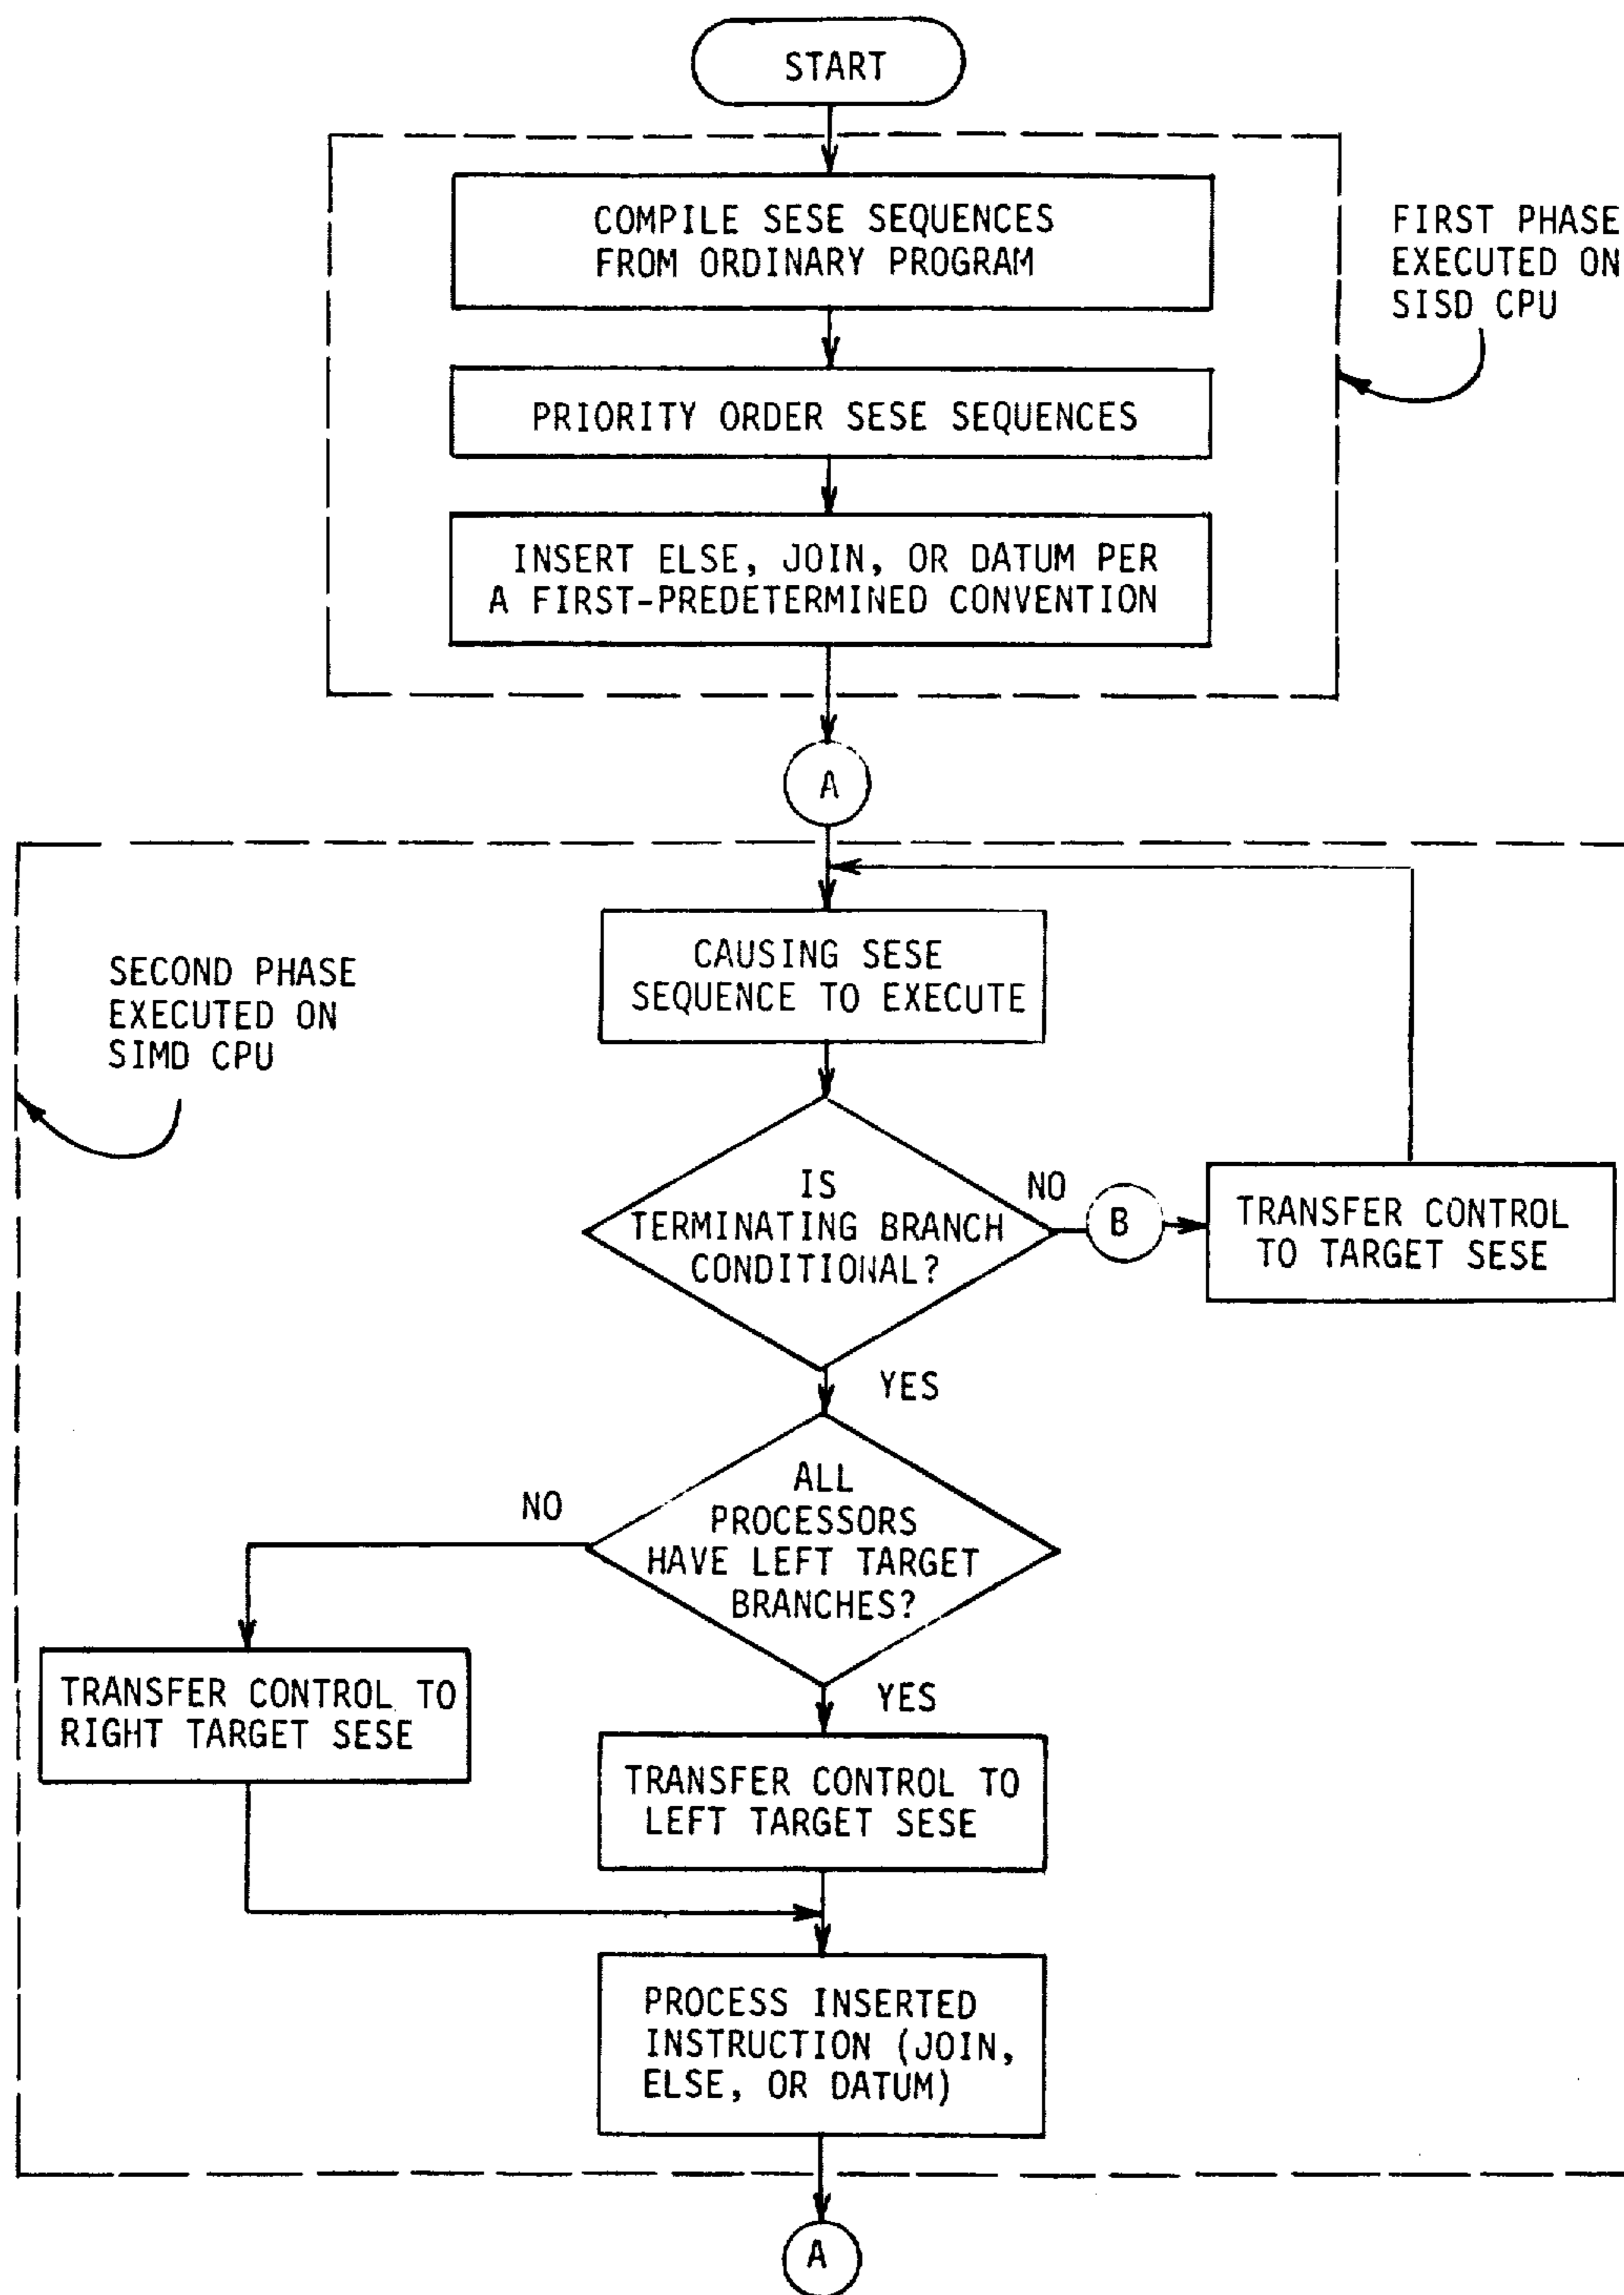 START
COMPILE SESE SEQUENCES
FROM ORDINARY PROGRAM
FIRST PHASE
EXECUTED ON
SISD CPU
PRIORITY ORDER SESE SEQUENCES
INSERT ELSE, JOIN, OR DATUM PER
A FIRST-PREDETERMINED CONVENTION
A
CAUSING SESE
SEQUENCE TO EXECUTE
SECOND PHASE
EXECUTED ON
SIMD CPU
IS
TERMINATING BRANCH
CONDITIONAL?
NO
B
TRANSFER CONTROL
TO TARGET SESE
YES
ALL
PROCESSORS
HAVE LEFT TARGET
BRANCHES?
NO
TRANSFER CONTROL TO
RIGHT TARGET SESE
YES
TRANSFER CONTROL TO
LEFT TARGET SESE
PROCESS INSERTED
INSTRUCTION (JOIN,
ELSE, OR DATUM)
A